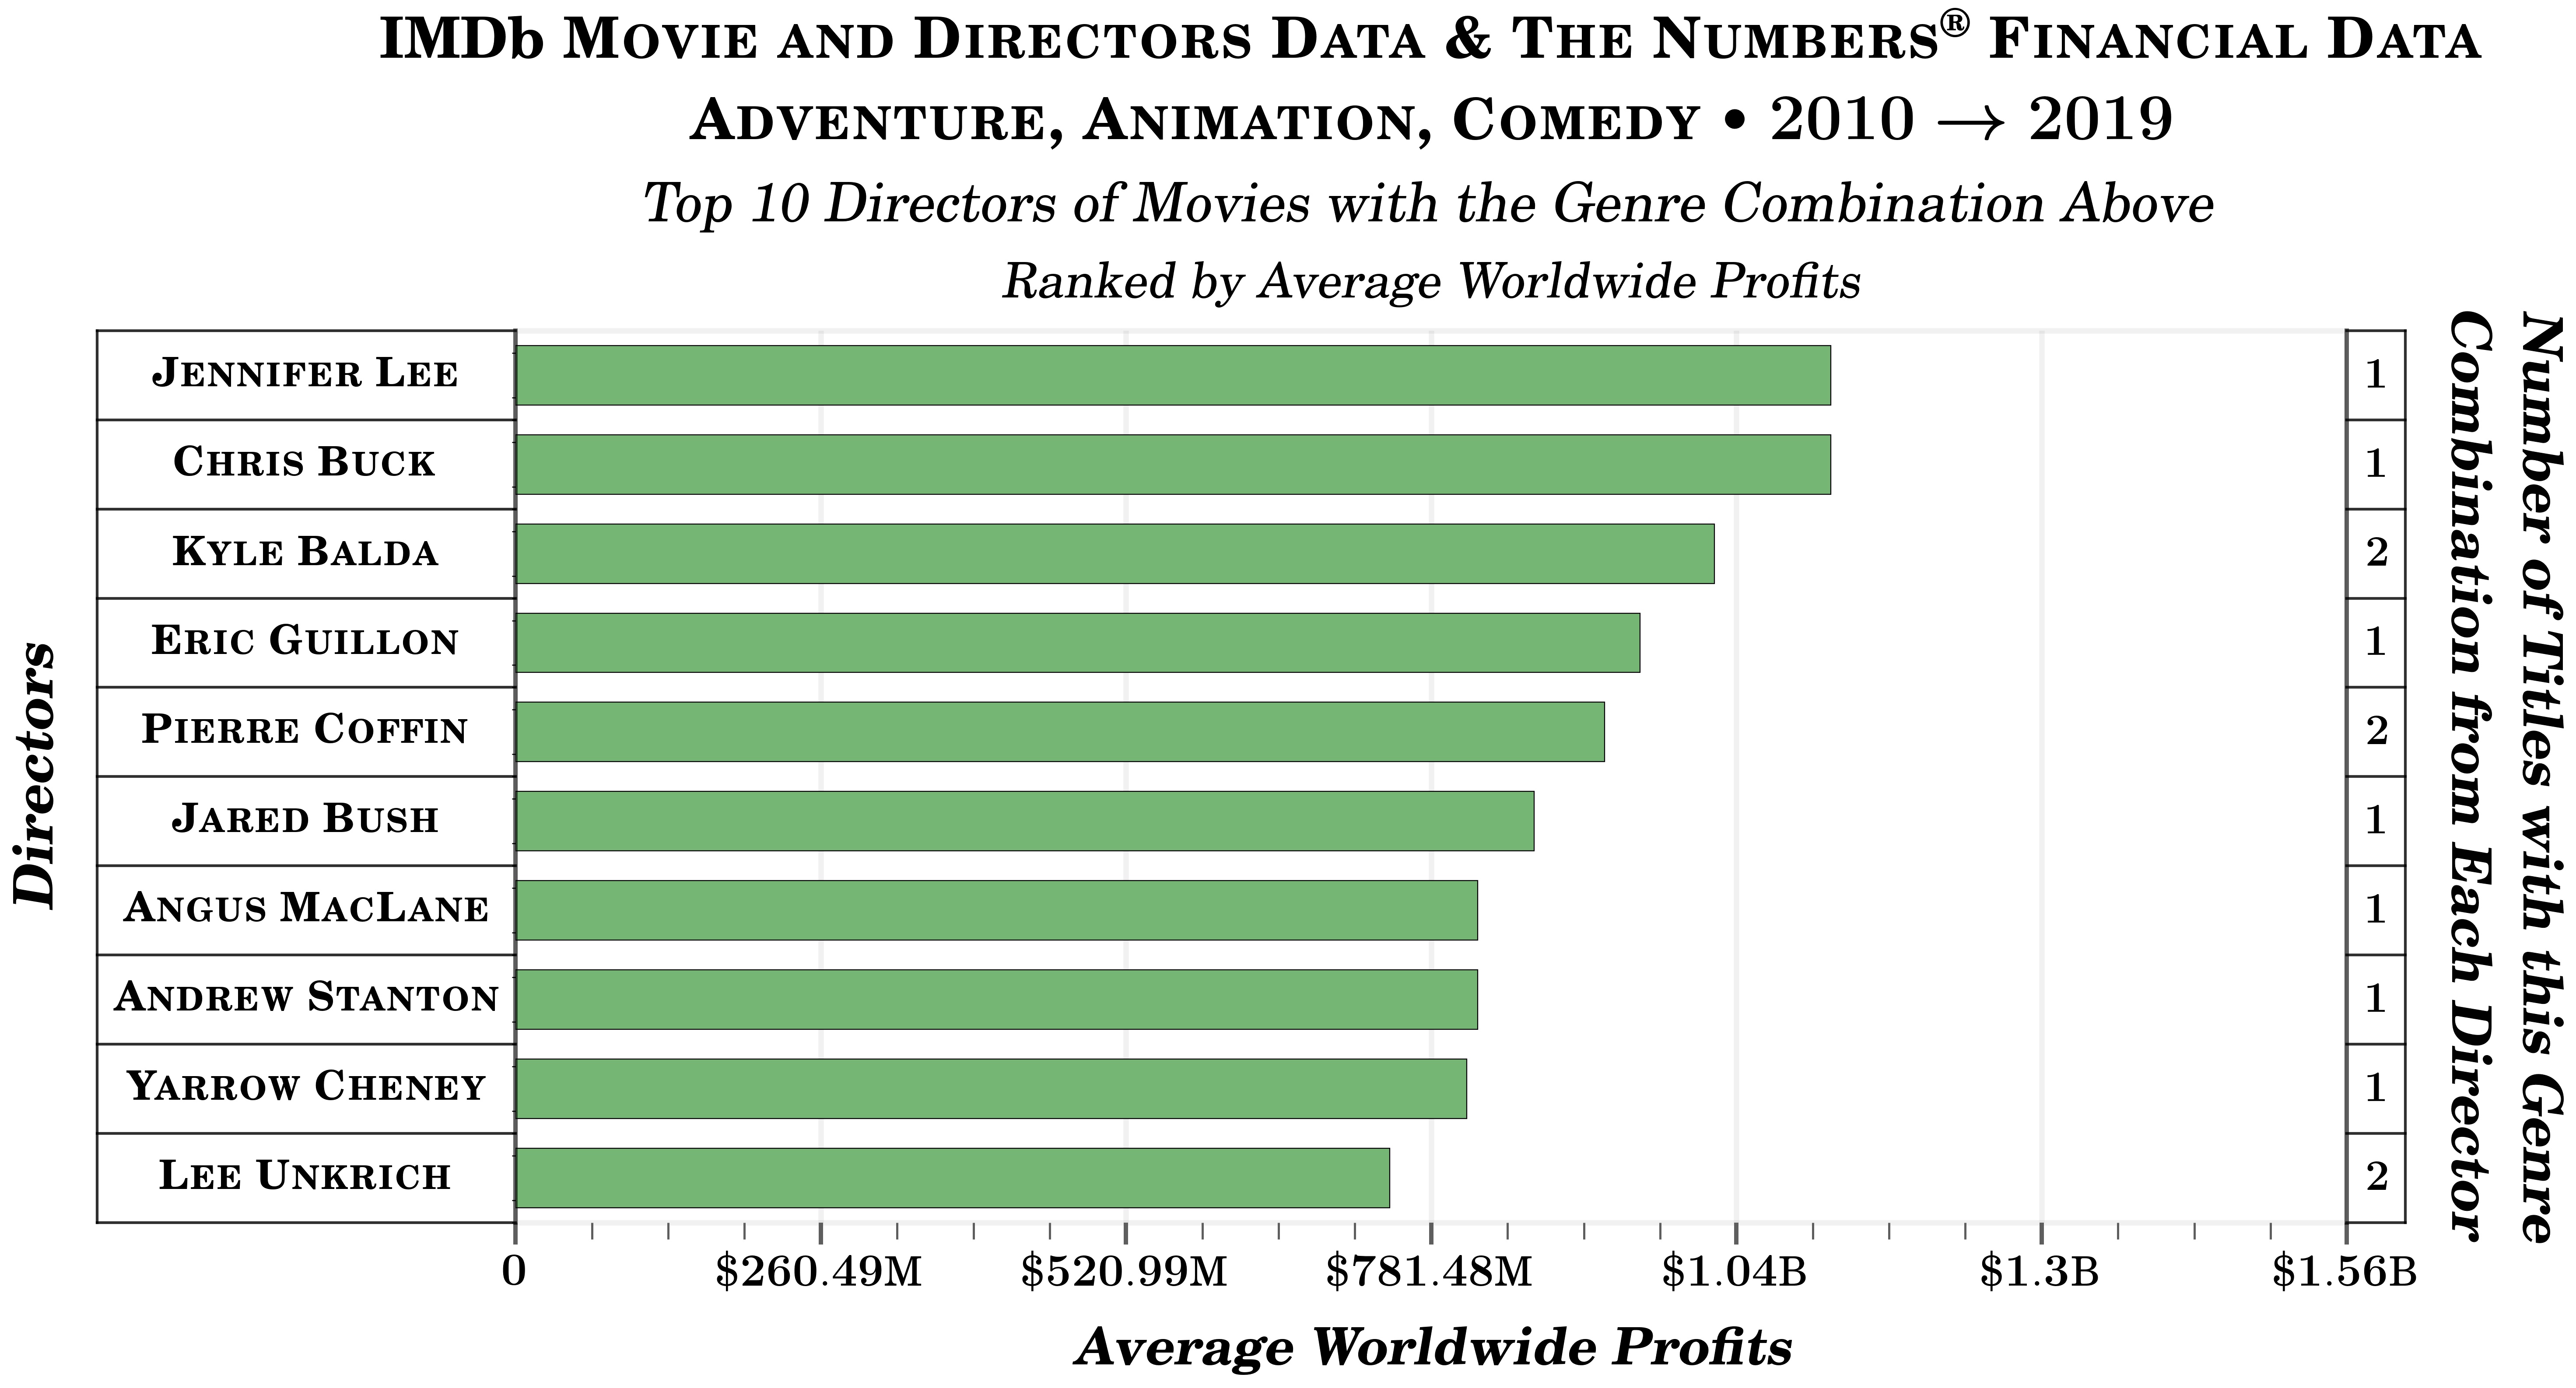 IMDb Movie and Directors Data & The Numbers® Financial Data
Adventure, Animation, Comedy • 2010 → 2019
Top 10 Directors of Movies with the Genre Combination Above
Ranked by Average Worldwide Profits
Directors
Jennifer Lee 1
Chris Buck 1
Kyle Balda 2
Eric Guillon 1
Pierre Coffin 2
Jared Bush 1
Angus MacLane 1
Andrew Stanton 1
Yarrow Cheney 1
Lee Unkrich 2
Number of Titles with this Genre
Combination from Each Director
0 $260.49M $520.99M $781.48M $1.04B $1.3B $1.56B
Average Worldwide Profits